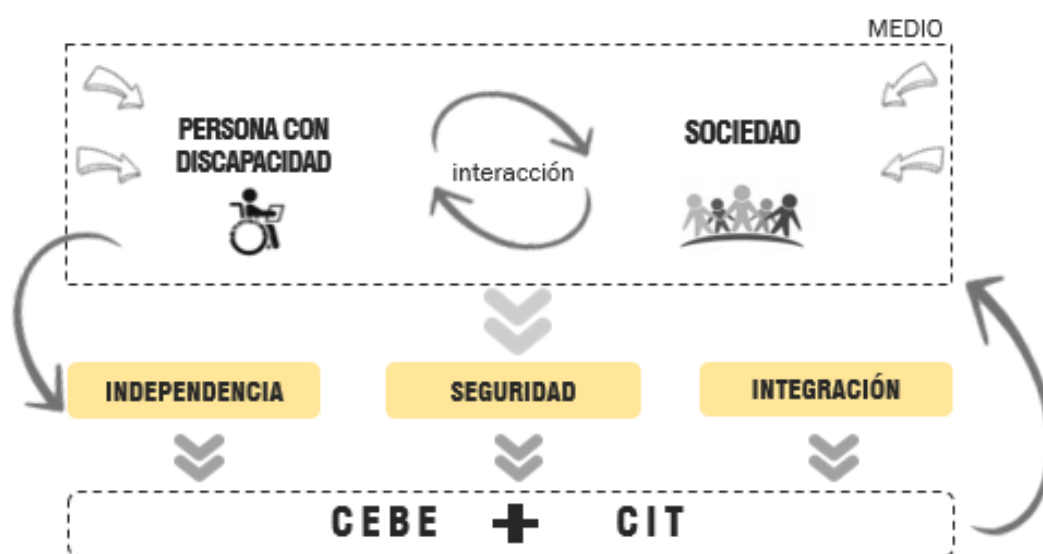 MEDIO
PERSONA CON
DISCAPACIDAD
interacción
SOCIEDAD
INDEPENDENCIA
SEGURIDAD
INTEGRACIÓN
CEBE + CIT